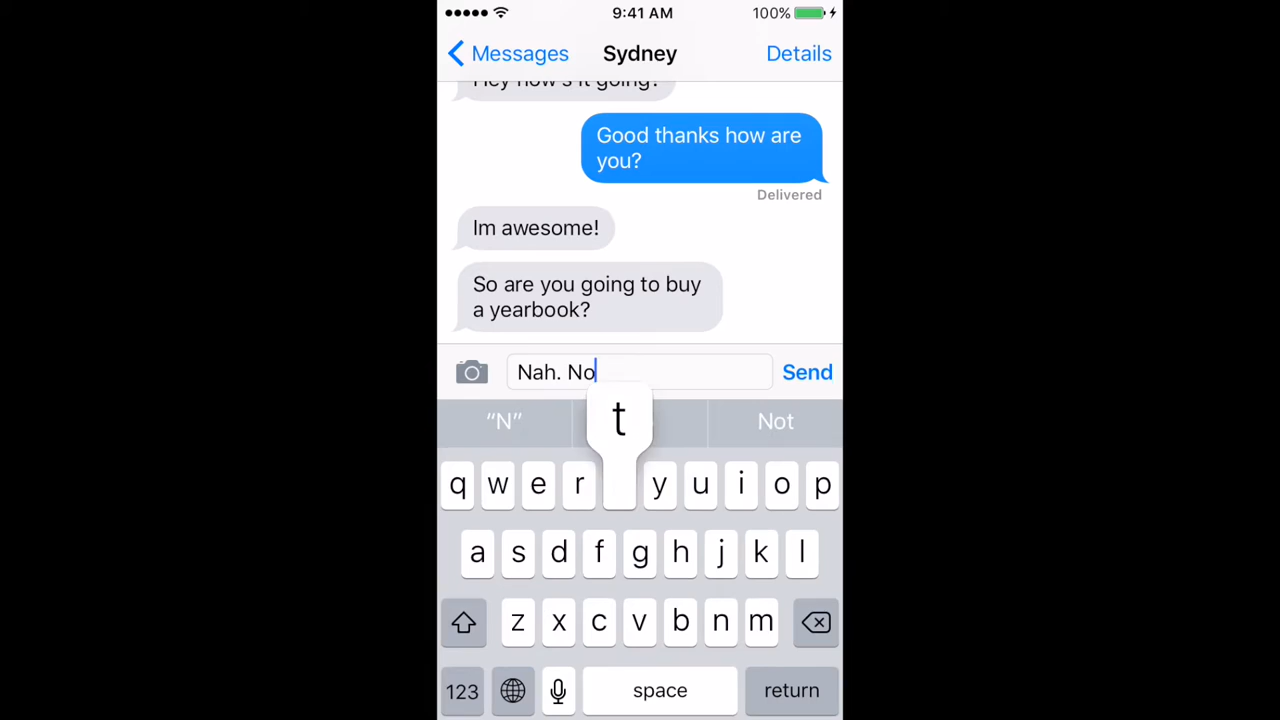 9:41 AM 100%
Messages Sydney Details
Hey how's it going?
Good thanks how are
you?
Delivered
Im awesome!
So are you going to buy
a yearbook?
Nah. No Send
“N” Not
t
q w e r y u i o p
a s d f g h j k l
z x c v b n m
123 space return